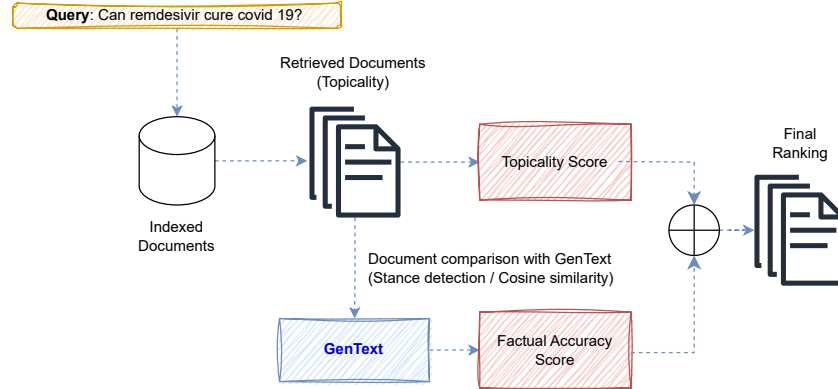 Query: Can remdesivir cure covid 19?
Retrieved Documents
(Topicality)
Indexed
Documents
Topicality Score
Final
Ranking
Document comparison with GenText
(Stance detection / Cosine similarity)
GenText
Factual Accuracy
Score